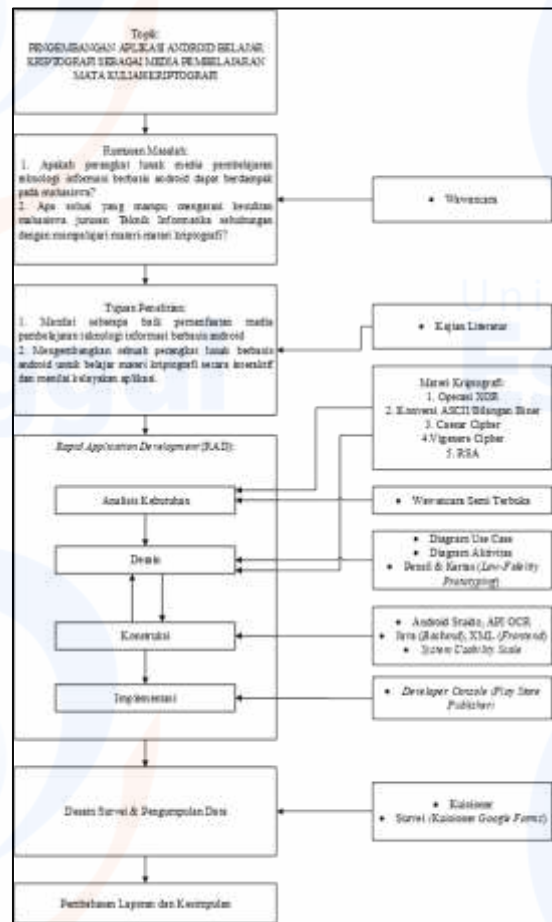 Topik:
PENGEMBANGAN APLIKASI ANDROID BELAJAR
KRIPTOGRAFI SEBAGAI MEDIA PEMBELAJARAN
MATA KULIAH KRIPTOGRAFI
Rumusan Masalah:
1. Apakah perangkat lunak media pembelajaran
teknologi informasi berbasis android dapat berdampak
pada mahasiswa?
2. Apa solusi yang mampu mengatasi kesulitan
mahasiswa jurusan Teknik Informatika sehubungan
dengan mempelajari materi-materi kriptografi?
• Wawancara
Tujuan Penelitian:
1. Menilai seberapa baik pemanfaatan media
pembelajaran teknologi informasi berbasis android
2. Mengembangkan sebuah perangkat lunak berbasis
android untuk belajar materi kriptografi secara interaktif
dan menilai kelayakan aplikasi.
Uni
• Kajian Literatur
Materi Kriptografi:
1. Operasi XOR
2. Konversi ASCII/Bilangan Biner
3. Caesar Cipher
4. Vigenere Cipher
5. RSA
Rapid Application Development (RAD):
Analisis Kebutuhan
• Wawancara Semi Terbuka
Desain
• Diagram Use Case
• Diagram Aktivitas
• Pensil & Kertas (Low-Fidelity
Prototyping)
Konstruksi
• Android Studio, API OCR
• Java (Backend), XML (Frontend)
• System Usability Scale
Implementasi
• Developer Console (Play Store
Publisher)
Desain Survei & Pengumpulan Data
• Kuisioner
• Survei (Kuisioner Google Forms)
Pembahasan Laporan dan Kesimpulan